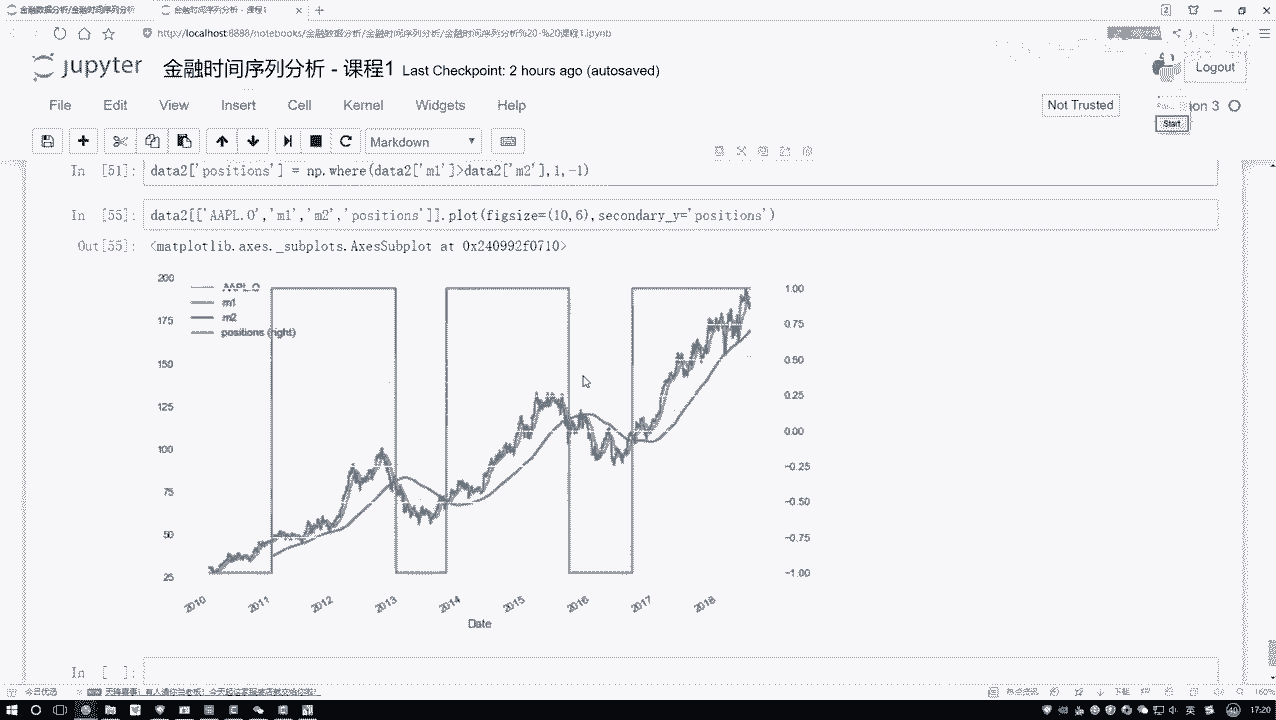 金融数据分析/金融时间序列分析
金融时间序列分析 - 课程1
http://localhost:8888/notebooks/金融数据分析/金融时间序列分析/金融时间序列分析%20-%20课程1.ipynb
jupyter 金融时间序列分析 - 课程1 Last Checkpoint: 2 hours ago (autosaved)
Logout
File Edit View Insert Cell Kernel Widgets Help
Not Trusted
3
Start
Markdown
In [51]: data2['positions'] = np.where(data2['m1']>data2['m2'],1,-1)
In [55]: data2[['AAPL.O','m1','m2','positions']].plot(figsize=(10,6),secondary_y='positions')
Out[55]: <matplotlib.axes._subplots.AxesSubplot at 0x240992f0710>
AAPL.O
m1
m2
positions (right)
200
175
150
125
100
75
50
25
1.00
0.75
0.50
0.25
0.00
-0.25
-0.50
-0.75
-1.00
2010 2011 2012 2013 2014 2015 2016 2017 2018
Date
In [ ]:
今日优选
下载
160%
英
17:20